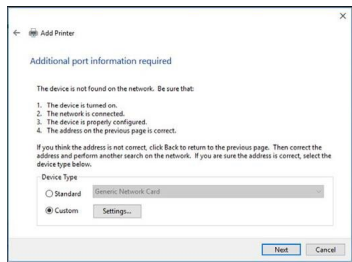 Add Printer
Additional port information required
The device is not found on the network. Be sure that:
1. The device is turned on.
2. The network is connected.
3. The device is properly configured.
4. The address on the previous page is correct.
If you think the address is not correct, click Back to return to the previous page. Then correct the
address and perform another search on the network. If you are sure the address is correct, select the
device type below.
Device Type
Standard
Generic Network Card
Custom
Settings...
Next
Cancel